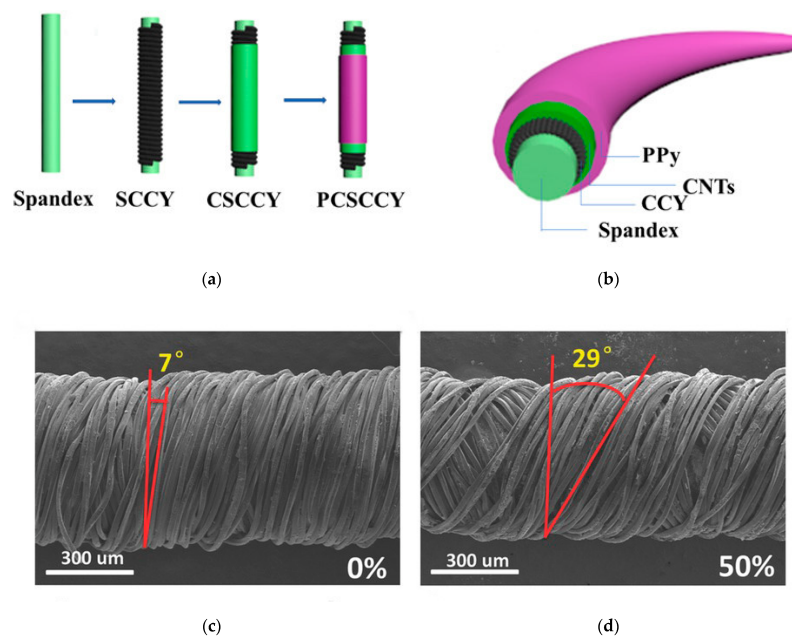 Spandex SCCY CSCCY PCSCCY
(a)
PPy
CNTs
CCY
Spandex
(b)
7°
300 um
0%
(c)
29°
300 um
50%
(d)